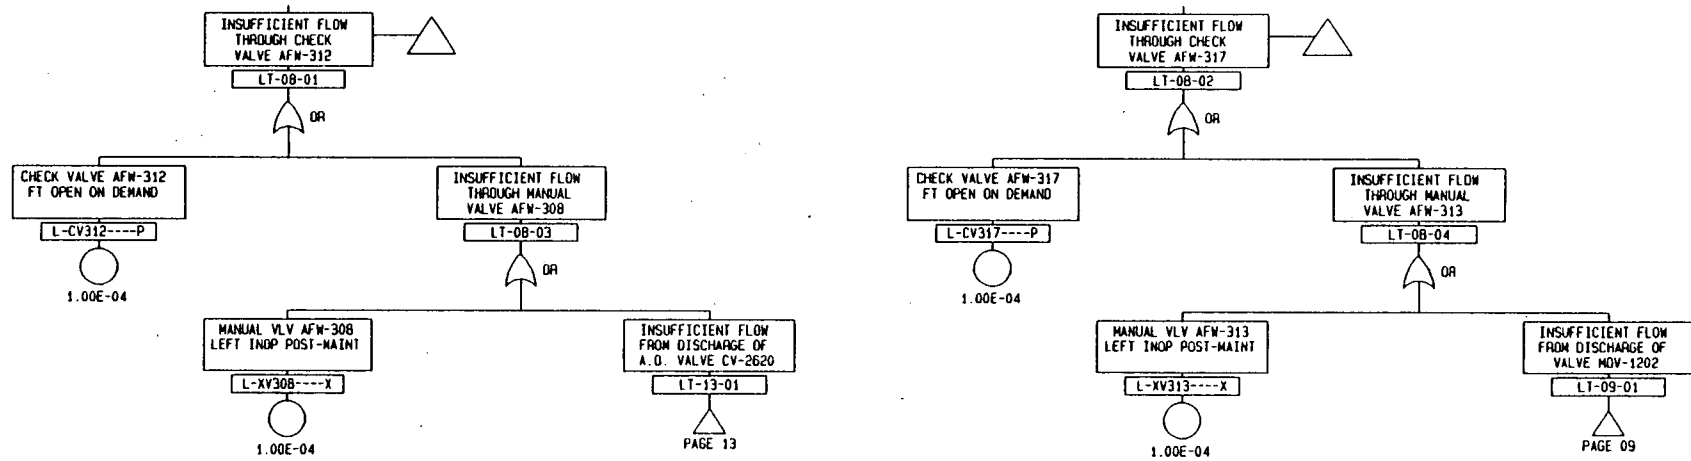 INSUFFICIENT FLOW
THROUGH CHECK
VALVE AFW-312
LT-08-01
OR
CHECK VALVE AFW-312
FT OPEN ON DEMAND
L-CV312----P
1.00E-04
INSUFFICIENT FLOW
THROUGH MANUAL
VALVE AFW-308
LT-08-03
OR
MANUAL VLV AFW-308
LEFT INOP POST-MAINT
L-XV308----X
1.00E-04
INSUFFICIENT FLOW
FROM DISCHARGE OF
A.O. VALVE CV-2620
LT-13-01
PAGE 13
INSUFFICIENT FLOW
THROUGH CHECK
VALVE AFW-317
LT-08-02
OR
CHECK VALVE AFW-317
FT OPEN ON DEMAND
L-CV317----P
1.00E-04
INSUFFICIENT FLOW
THROUGH MANUAL
VALVE AFW-313
LT-08-04
OR
MANUAL VLV AFW-313
LEFT INOP POST-MAINT
L-XV313----X
1.00E-04
INSUFFICIENT FLOW
FROM DISCHARGE OF
VALVE MOV-1202
LT-09-01
PAGE 09